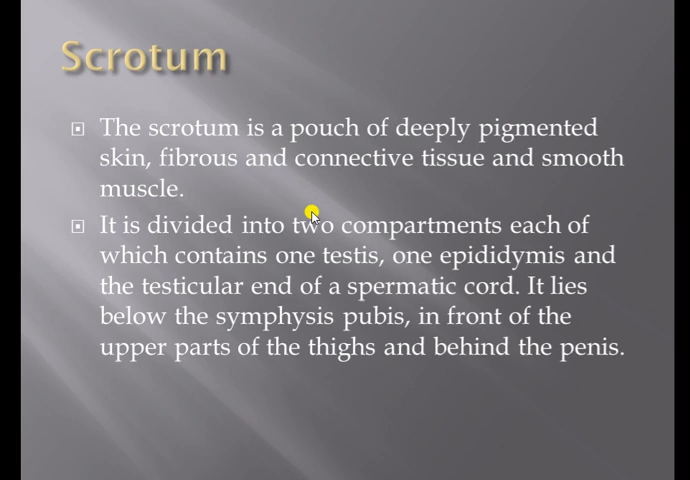 Scrotum
The scrotum is a pouch of deeply pigmented
skin, fibrous and connective tissue and smooth
muscle.
It is divided into two compartments each of
which contains one testis, one epididymis and
the testicular end of a spermatic cord. It lies
below the symphysis pubis, in front of the
upper parts of the thighs and behind the penis.